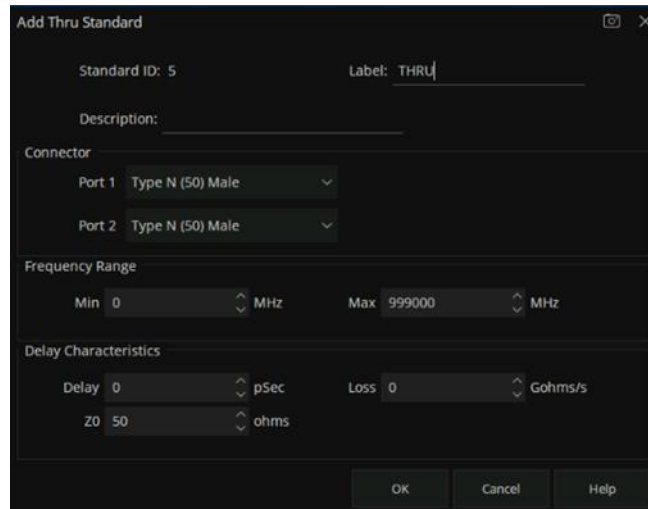 Add Thru Standard
Standard ID: 5 Label: THRU
Description:
Connector
Port 1 Type N (50) Male
Port 2 Type N (50) Male
Frequency Range
Min 0 MHz Max 999000 MHz
Delay Characteristics
Delay 0 pSec Loss 0 Gohms/s
Z0 50 ohms
OK Cancel Help